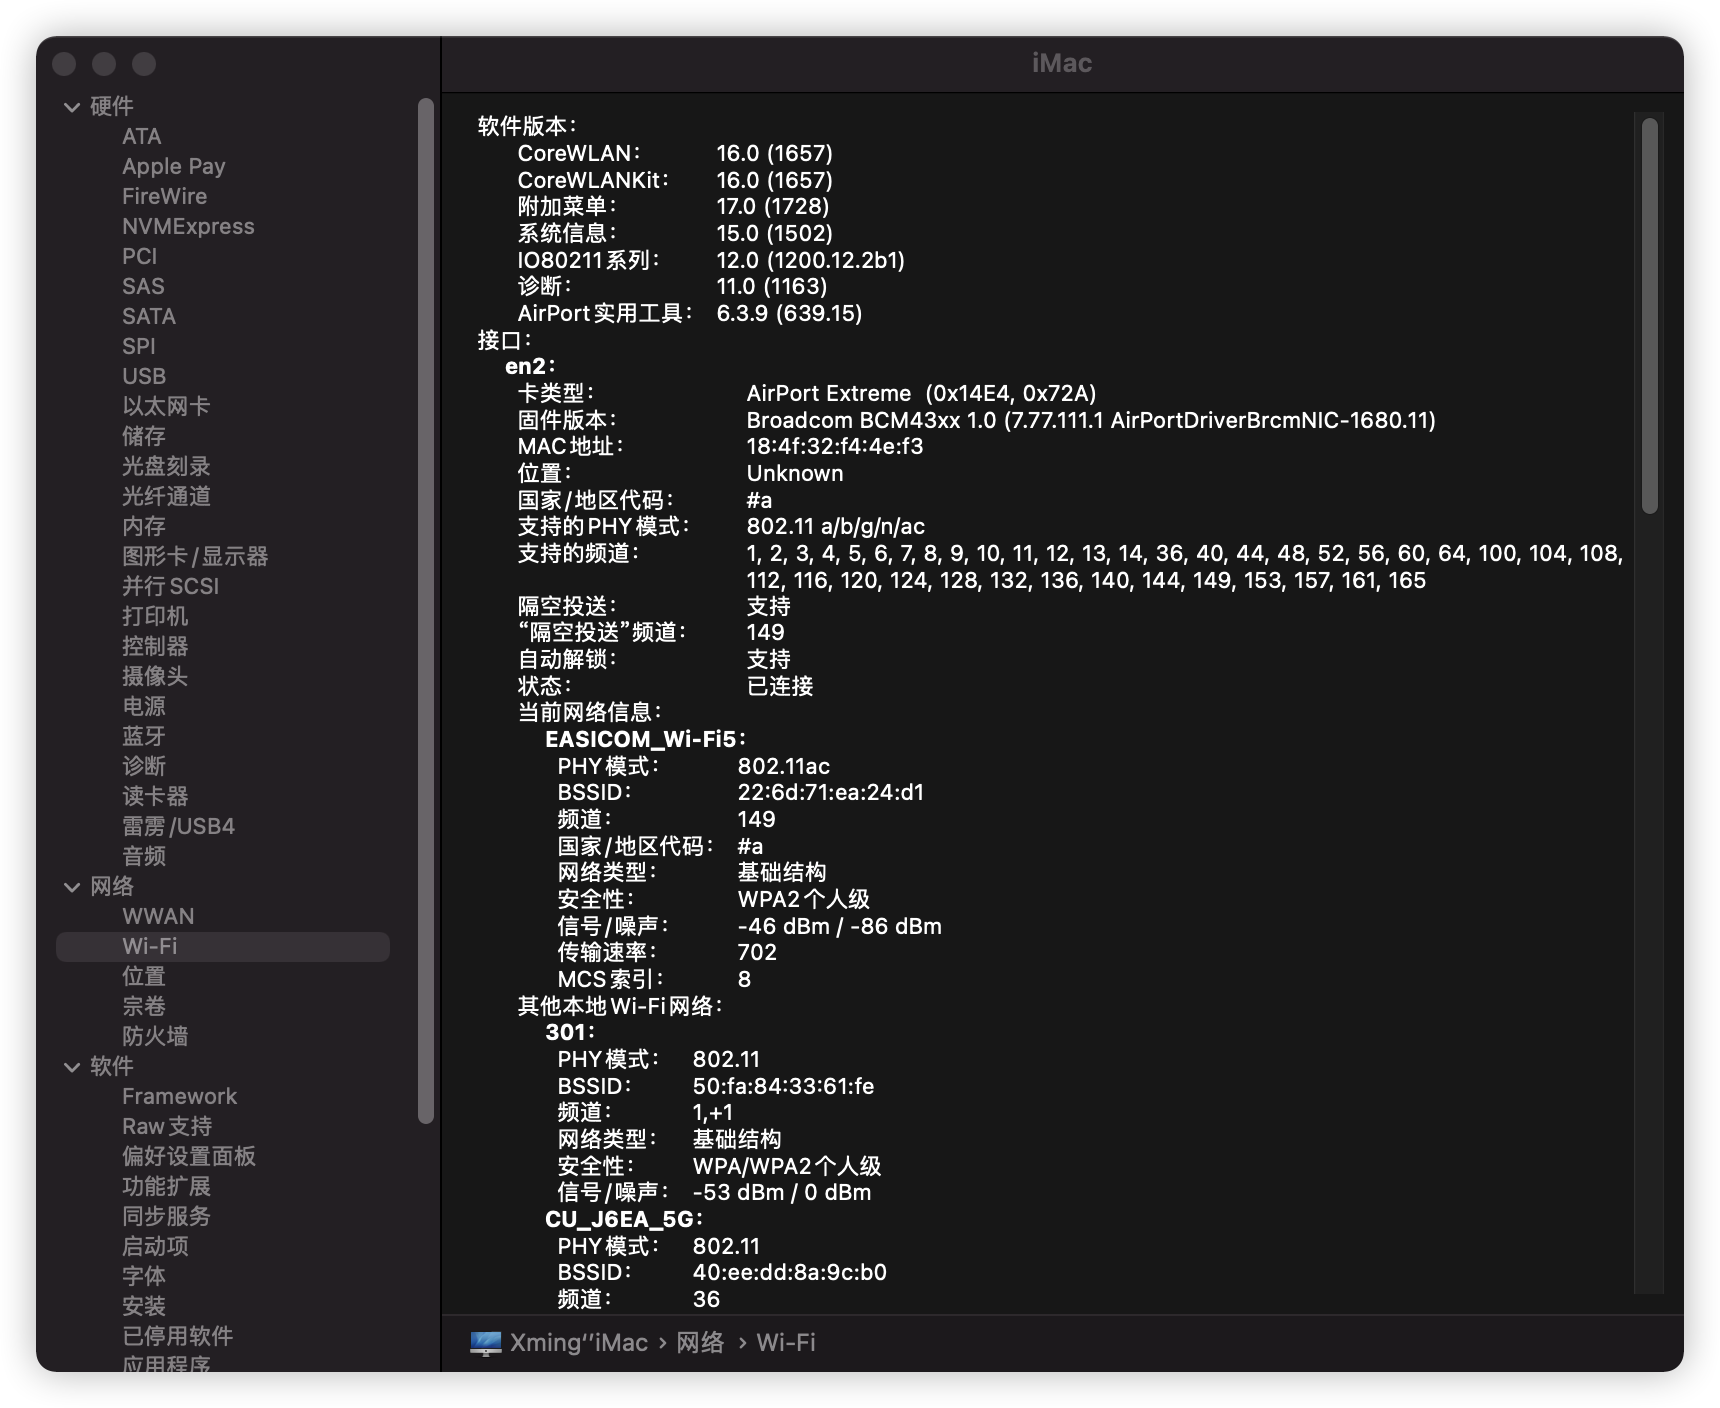 iMac
硬件
ATA
Apple Pay
FireWire
NVMExpress
PCI
SAS
SATA
SPI
USB
以太网卡
储存
光盘刻录
光纤通道
内存
图形卡/显示器
并行SCSI
打印机
控制器
摄像头
电源
蓝牙
诊断
读卡器
雷雳/USB4
音频
网络
WWAN
Wi-Fi
位置
宗卷
防火墙
软件
Framework
Raw支持
偏好设置面板
功能扩展
同步服务
启动项
字体
安装
已停用软件
应用程序
软件版本：
CoreWLAN： 16.0 (1657)
CoreWLANKit： 16.0 (1657)
附加菜单： 17.0 (1728)
系统信息： 15.0 (1502)
IO80211系列： 12.0 (1200.12.2b1)
诊断： 11.0 (1163)
AirPort实用工具： 6.3.9 (639.15)
接口：
en2：
卡类型： AirPort Extreme  (0x14E4, 0x72A)
固件版本： Broadcom BCM43xx 1.0 (7.77.111.1 AirPortDriverBrcmNIC-1680.11)
MAC地址： 18:4f:32:f4:4e:f3
位置： Unknown
国家/地区代码： #a
支持的PHY模式： 802.11 a/b/g/n/ac
支持的频道： 1, 2, 3, 4, 5, 6, 7, 8, 9, 10, 11, 12, 13, 14, 36, 40, 44, 48, 52, 56, 60, 64, 100, 104, 108,
112, 116, 120, 124, 128, 132, 136, 140, 144, 149, 153, 157, 161, 165
隔空投送： 支持
“隔空投送”频道： 149
自动解锁： 支持
状态： 已连接
当前网络信息：
EASICOM_Wi-Fi5：
PHY模式： 802.11ac
BSSID： 22:6d:71:ea:24:d1
频道： 149
国家/地区代码： #a
网络类型： 基础结构
安全性： WPA2个人级
信号/噪声： -46 dBm / -86 dBm
传输速率： 702
MCS索引： 8
其他本地Wi-Fi网络：
301：
PHY模式： 802.11
BSSID： 50:fa:84:33:61:fe
频道： 1,+1
网络类型： 基础结构
安全性： WPA/WPA2个人级
信号/噪声： -53 dBm / 0 dBm
CU_J6EA_5G：
PHY模式： 802.11
BSSID： 40:ee:dd:8a:9c:b0
频道： 36
Xming‘’iMac › 网络 › Wi-Fi